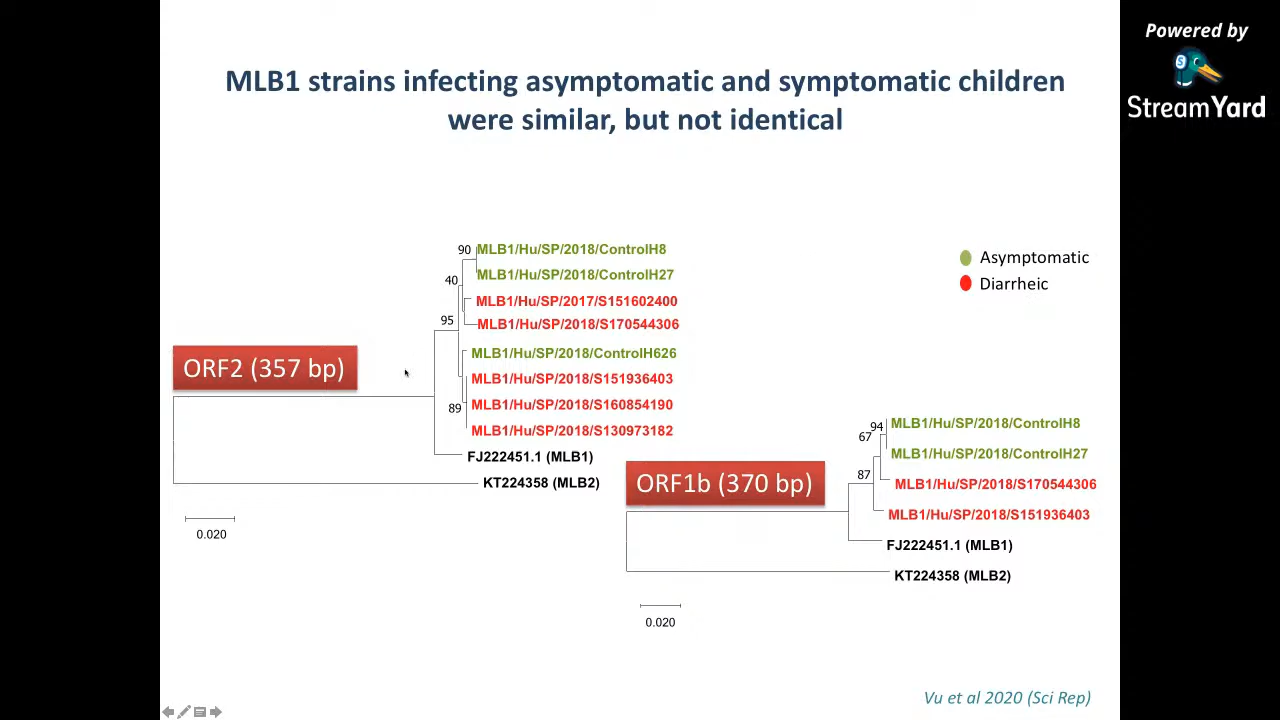 MLB1 strains infecting asymptomatic and symptomatic children
were similar, but not identical
Powered by
StreamYard
90
MLB1/Hu/SP/2018/ControlH8
MLB1/Hu/SP/2018/ControlH27
40
MLB1/Hu/SP/2017/S151602400
95
MLB1/Hu/SP/2018/S170544306
MLB1/Hu/SP/2018/ControlH626
MLB1/Hu/SP/2018/S151936403
89
MLB1/Hu/SP/2018/S160854190
MLB1/Hu/SP/2018/S130973182
FJ222451.1 (MLB1)
KT224358 (MLB2)
ORF2 (357 bp)
0.020
Asymptomatic
Diarrheic
94
MLB1/Hu/SP/2018/ControlH8
67
MLB1/Hu/SP/2018/ControlH27
87
MLB1/Hu/SP/2018/S170544306
MLB1/Hu/SP/2018/S151936403
FJ222451.1 (MLB1)
KT224358 (MLB2)
ORF1b (370 bp)
0.020
Vu et al 2020 (Sci Rep)